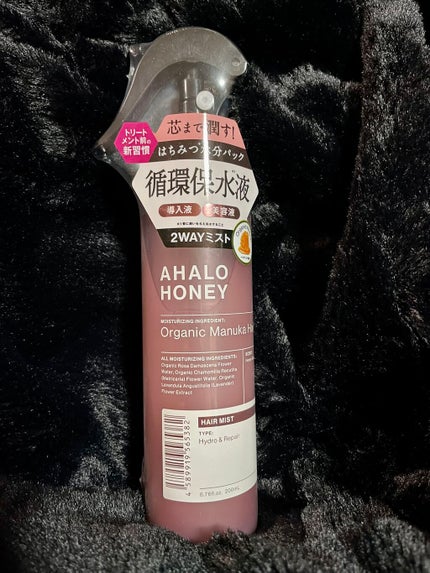 トリート
メント前の
新習慣
芯まで潤す！
はちみつ水分パック
循環保水液
導入液
美容液
2WAYミスト
AHALO
HONEY
MOISTURIZING INGREDIENT:
Organic Manuka
ALL MOISTURIZING INGREDIENTS:
Organic Rosa Damascena Flower
Water, Organic Chamomilla Recutita
(Matricaria) Flower Water, Organic
Lavandula Angustifolia (Lavender)
Flower Extract
HAIR MIST
TYPE:
Hydro & Repair
6.76fl.oz. 200mL
4 589919 565382